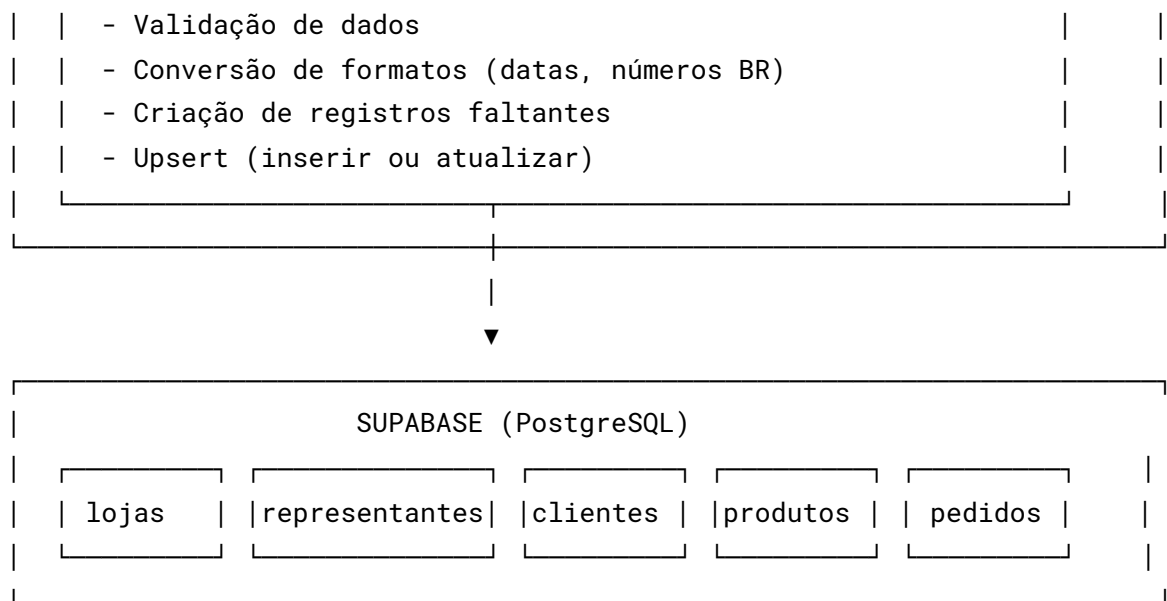 - Validação de dados
- Conversão de formatos (datas, números BR)
- Criação de registros faltantes
- Upsert (inserir ou atualizar)
SUPABASE (PostgreSQL)
lojas representantes clientes produtos pedidos